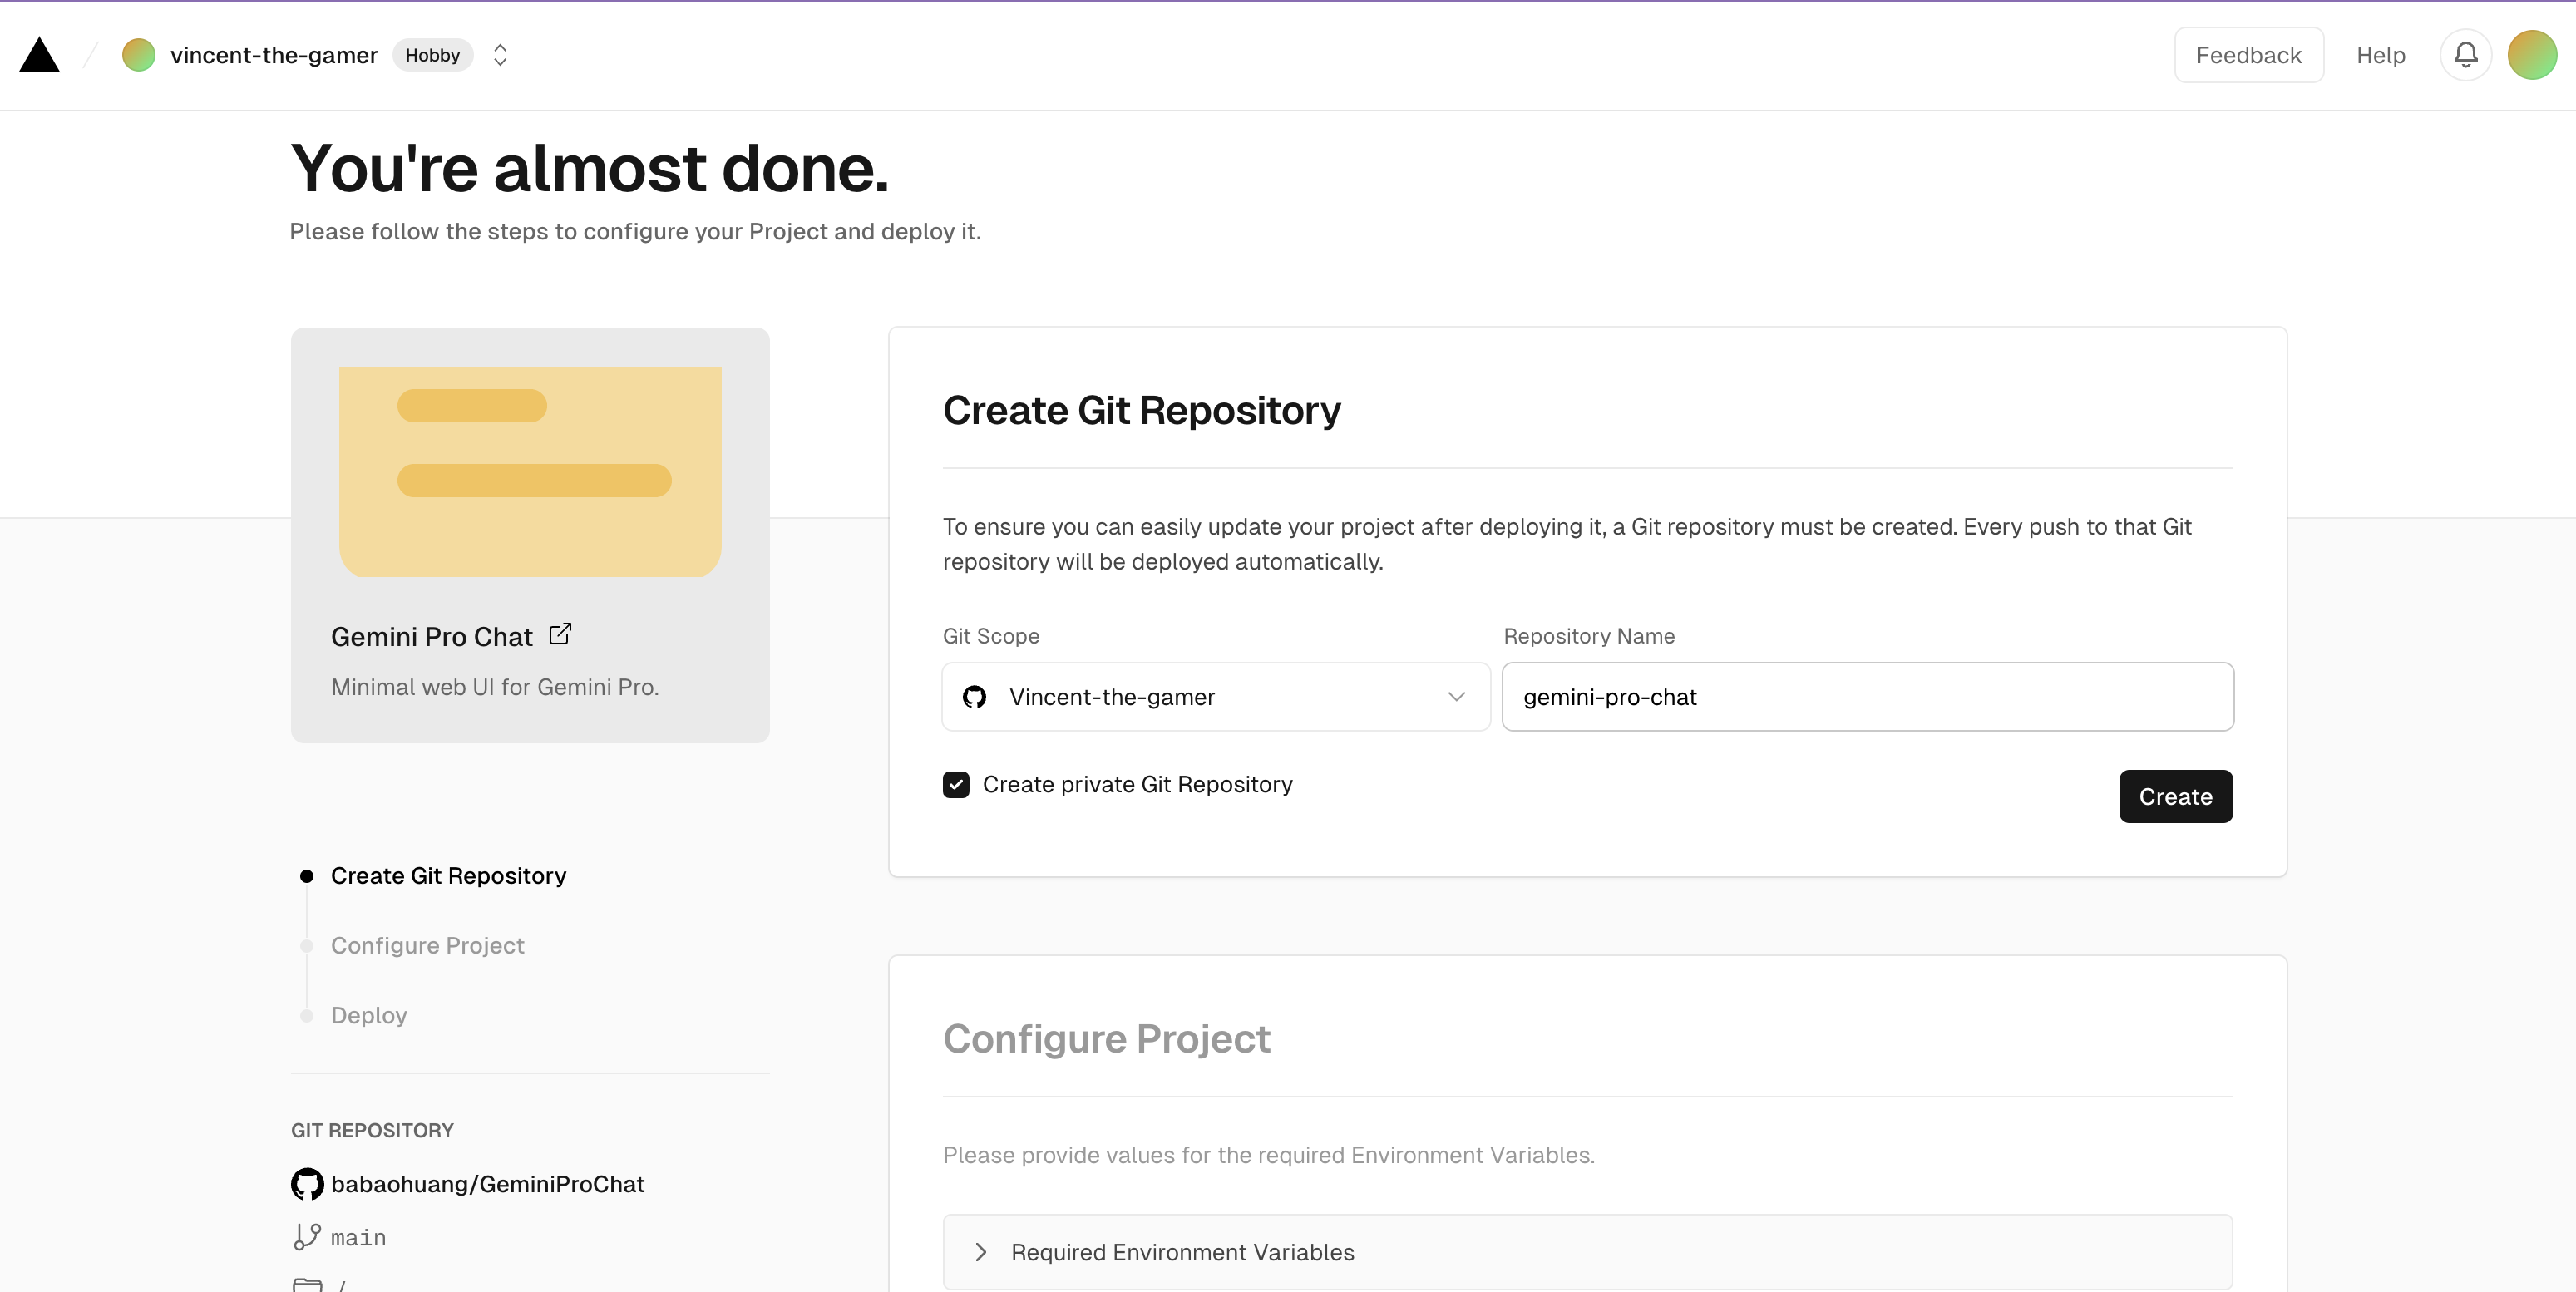 vincent-the-gamer Hobby
Feedback Help
You're almost done.
Please follow the steps to configure your Project and deploy it.
Gemini Pro Chat
Minimal web UI for Gemini Pro.
Create Git Repository
Configure Project
Deploy
GIT REPOSITORY
babaohuang/GeminiProChat
main
/
Create Git Repository
To ensure you can easily update your project after deploying it, a Git repository must be created. Every push to that Git
repository will be deployed automatically.
Git Scope Repository Name
Vincent-the-gamer gemini-pro-chat
Create private Git Repository Create
Configure Project
Please provide values for the required Environment Variables.
Required Environment Variables